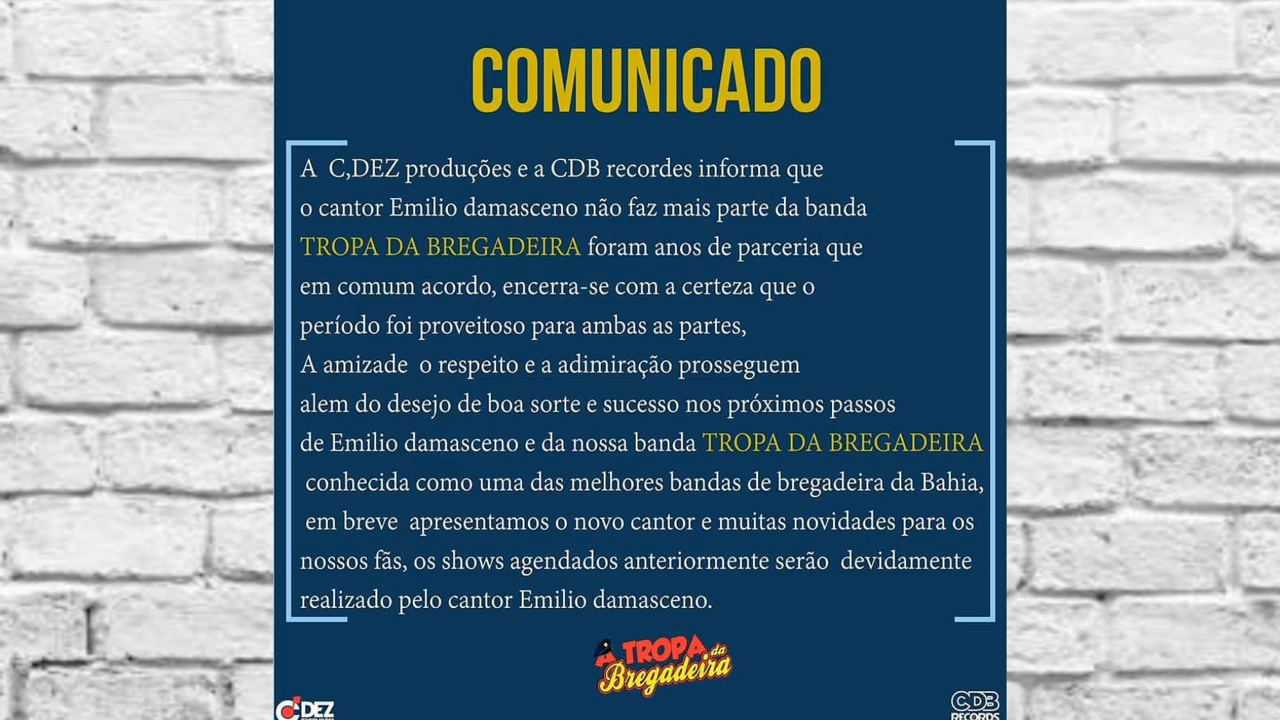 COMUNICADO
A C,DEZ produções e a CDB recordes informa que
o cantor Emilio damasceno não faz mais parte da banda
TROPA DA BREGADEIRA foram anos de parceria que
em comum acordo, encerra-se com a certeza que o
período foi proveitoso para ambas as partes,
A amizade o respeito e a adimiração prosseguem
alem do desejo de boa sorte e sucesso nos próximos passos
de Emilio damasceno e da nossa banda TROPA DA BREGADEIRA
conhecida como uma das melhores bandas de bregadeira da Bahia,
em breve apresentamos o novo cantor e muitas novidades para os
nossos fãs, os shows agendados anteriormente serão devidamente
realizado pelo cantor Emilio damasceno.
A TROPA da
Bregadeira
C DEZ
CDB
RECORDS